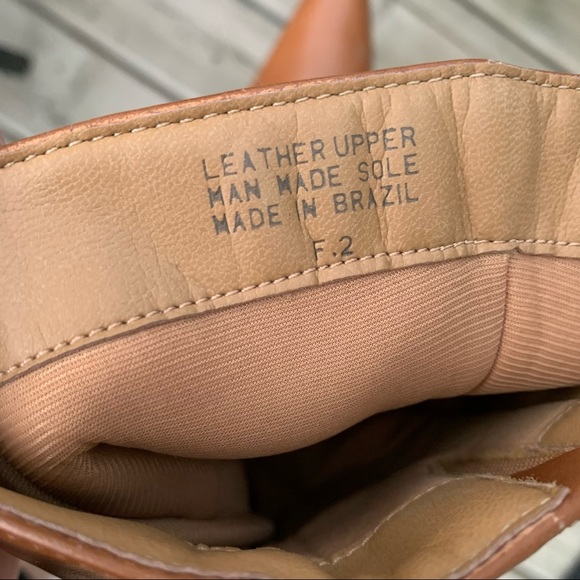 LEATHER UPPER
MAN MADE SOLE
MADE IN BRAZIL
F.2